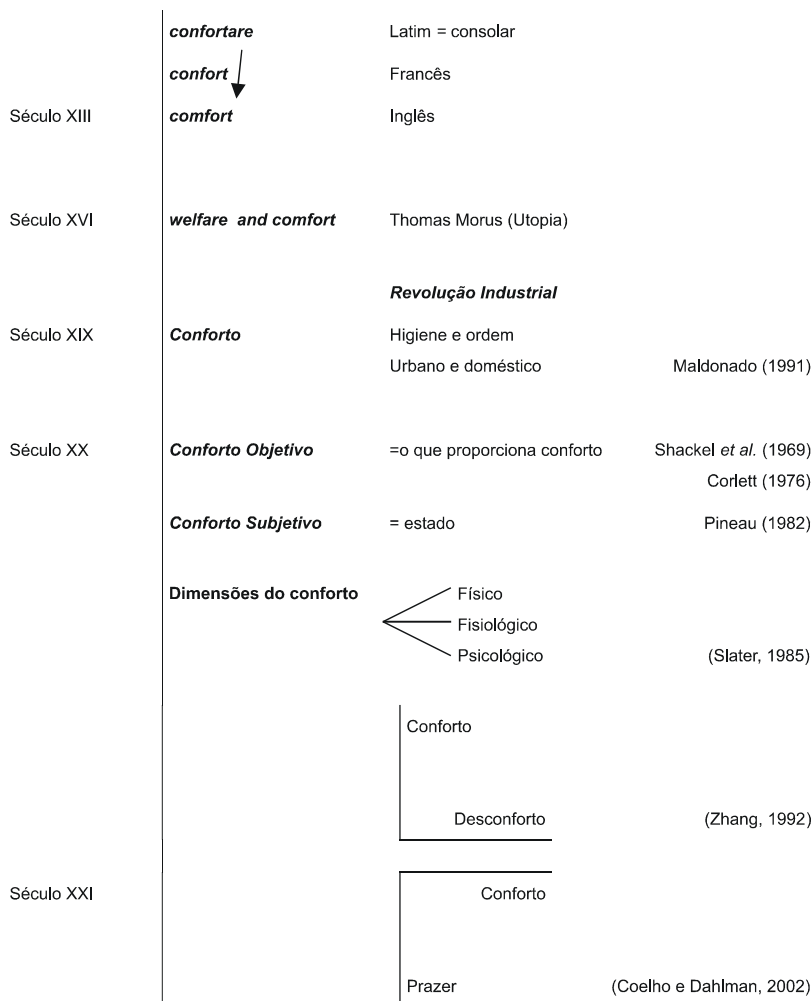 confortare Latim = consolar
confort Francês
Século XIII comfort Inglês
Século XVI welfare and comfort Thomas Morus (Utopia)
Revolução Industrial
Século XIX Conforto Higiene e ordem
Urbano e doméstico Maldonado (1991)
Século XX Conforto Objetivo =o que proporciona conforto Shackel et al. (1969)
Corlett (1976)
Conforto Subjetivo = estado Pineau (1982)
Dimensões do conforto Físico
Fisiológico
Psicológico (Slater, 1985)
Conforto
Desconforto (Zhang, 1992)
Século XXI Conforto
Prazer (Coelho e Dahlman, 2002)